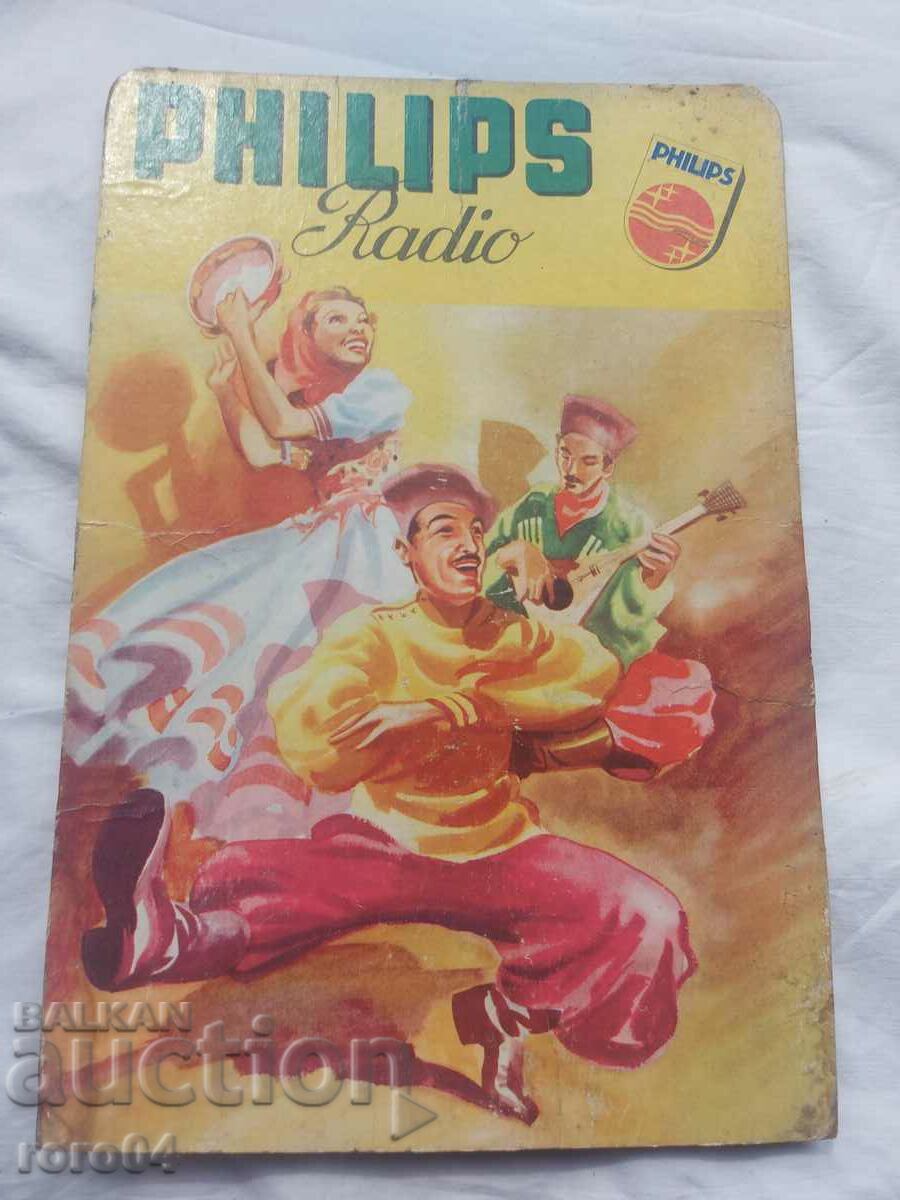 PHILIPS
Radio
PHILIPS
BALKAN
auction
roro04